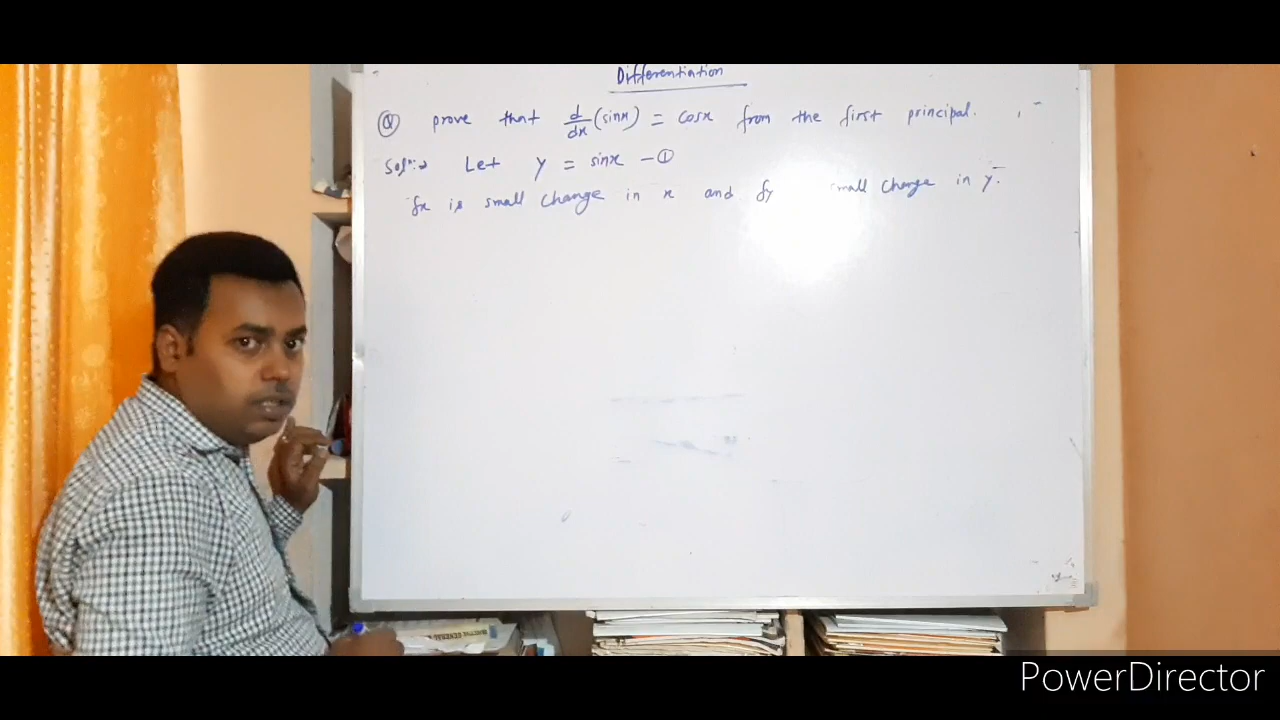 Differentiation
Q prove that d/dx (sinx) = cosx from the first principal.
Solⁿ:→ Let y = sinx – ①
δx is small change in x and δy small change in y.
PowerDirector